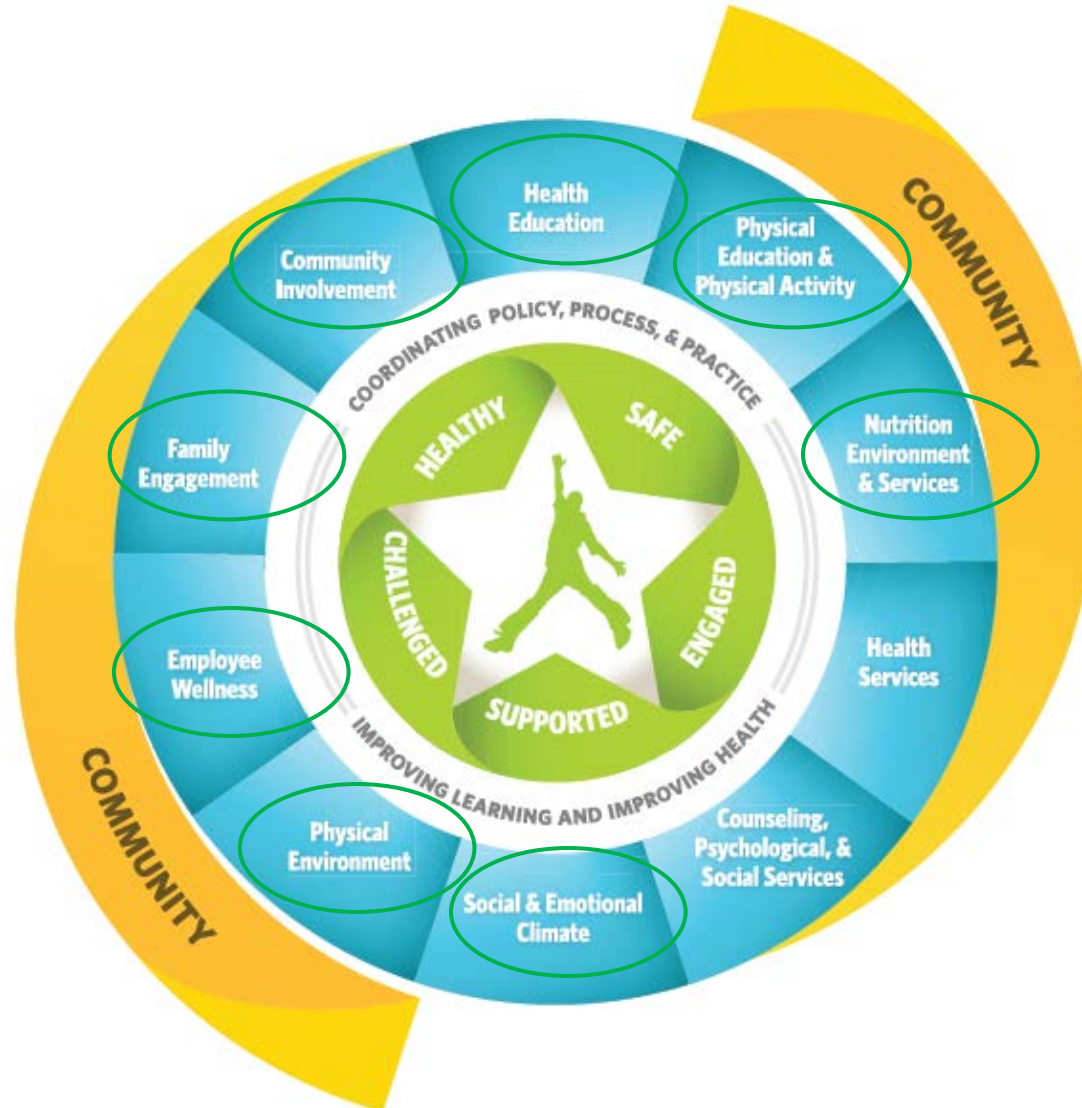 COMMUNITY
Health
Education
Physical
Education &
Physical Activity
Nutrition
Environment
& Services
Health
Services
Counseling,
Psychological, &
Social Services
Social & Emotional
Climate
Physical
Environment
Employee
Wellness
Family
Engagement
Community
Involvement
COMMUNITY
COORDINATING POLICY, PROCESS, & PRACTICE
IMPROVING LEARNING AND IMPROVING HEALTH
HEALTHY
SAFE
ENGAGED
SUPPORTED
CHALLENGED